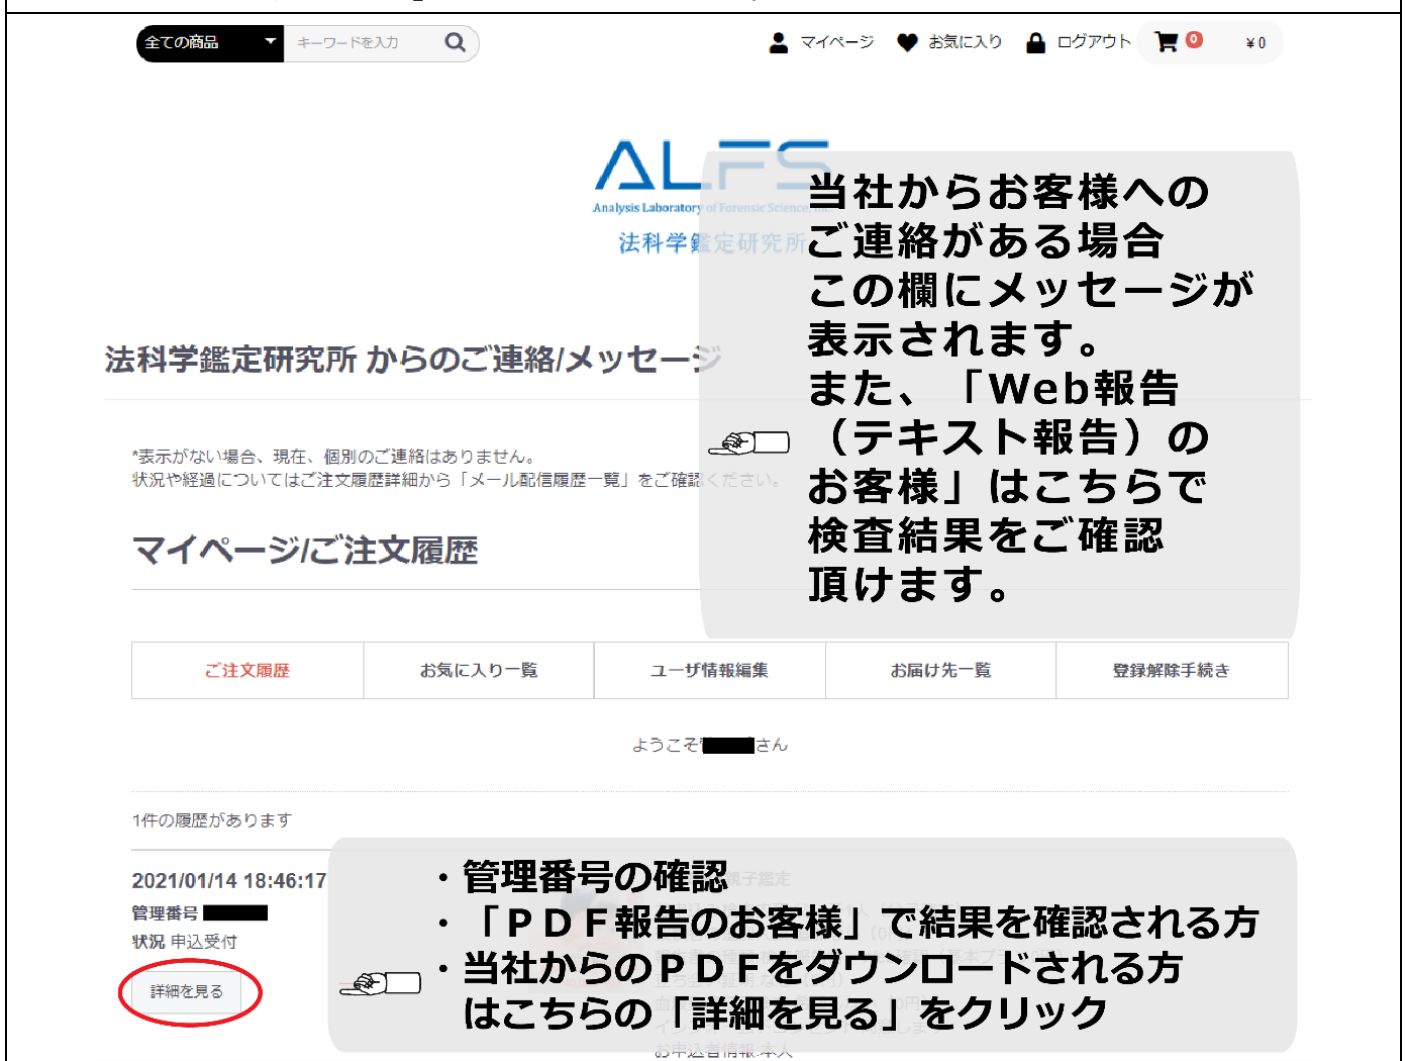 全ての商品
キーワードを入力
マイページ
お気に入り
ログアウト
0
¥0
ALFS
Analysis Laboratory of Forensic Science, Inc.
法科学鑑定研究所
当社からお客様への
ご連絡がある場合
この欄にメッセージが
表示されます。
また、「Web報告
（テキスト報告）の
お客様」はこちらで
検査結果をご確認
頂けます。
法科学鑑定研究所 からのご連絡/メッセージ
*表示がない場合、現在、個別のご連絡はありません。
状況や経過についてはご注文履歴詳細から「メール配信履歴一覧」をご確認ください。
マイページ/ご注文履歴
ご注文履歴
お気に入り一覧
ユーザ情報編集
お届け先一覧
登録解除手続き
ようこそ
さん
1件の履歴があります
2021/01/14 18:46:17
管理番号
状況 申込受付
詳細を見る
親子鑑定
・管理番号の確認
・「ＰＤＦ報告のお客様」で結果を確認される方
・当社からのＰＤＦをダウンロードされる方
はこちらの「詳細を見る」をクリック
お申込者情報:本人